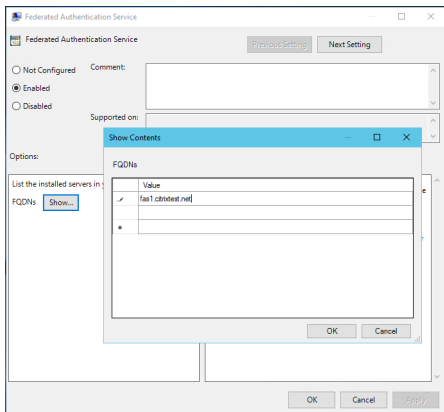 Federated Authentication Service
Federated Authentication Service
Previous Setting
Next Setting
Not Configured
Comment:
Enabled
Disabled
Supported on:
Options:
Show Contents
FQDNs
Value
fas1.citrixtest.net
OK
Cancel
List the installed servers in
FQDNs
Show...
OK
Cancel
Apply